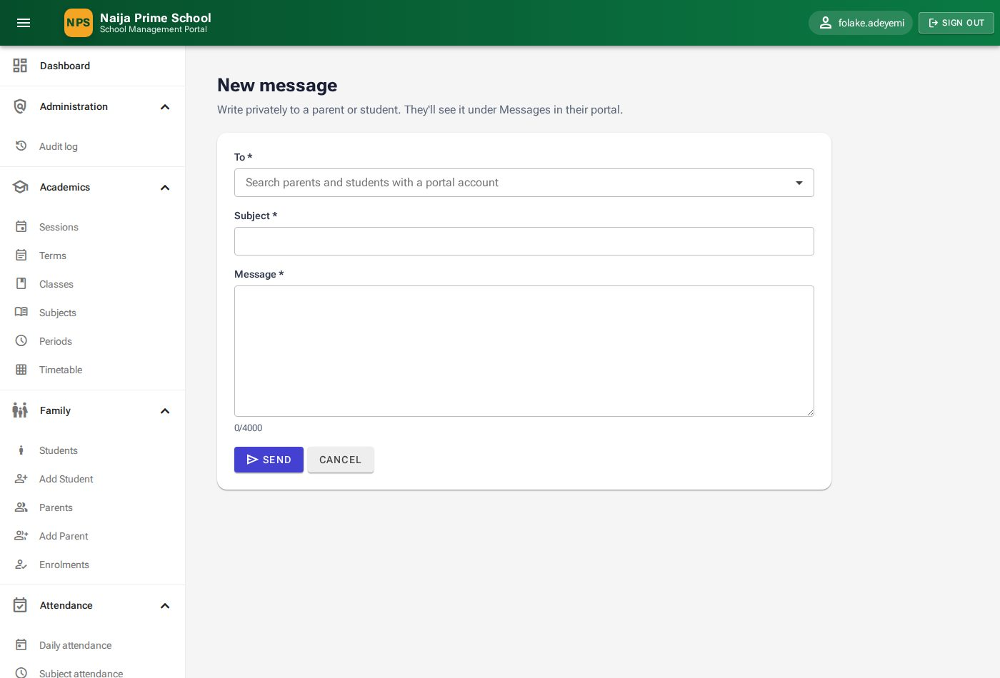 NPS
Naija Prime School
School Management Portal
folake.adeyemi
SIGN OUT
Dashboard
Administration
Audit log
Academics
Sessions
Terms
Classes
Subjects
Periods
Timetable
Family
Students
Add Student
Parents
Add Parent
Enrolments
Attendance
Daily attendance
Subject attendance
New message
Write privately to a parent or student. They'll see it under Messages in their portal.
To *
Search parents and students with a portal account
Subject *
Message *
0/4000
SEND
CANCEL